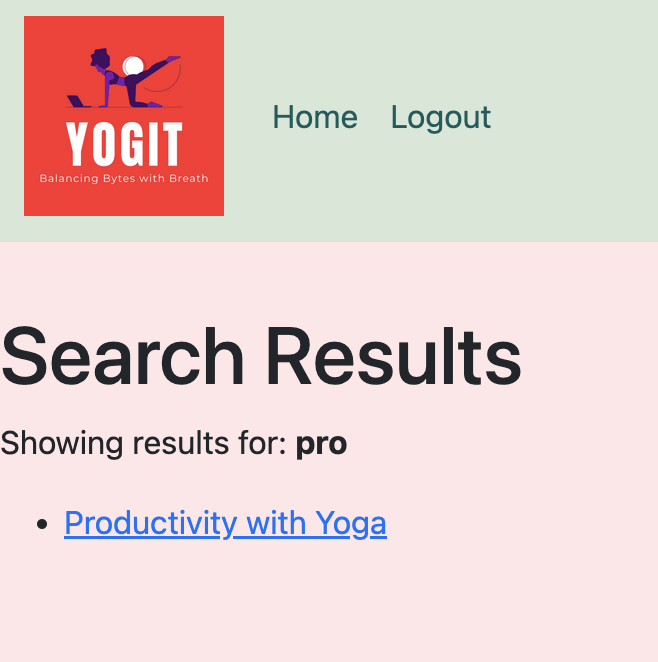 YOGIT
Balancing Bytes with Breath
Home Logout
Search Results
Showing results for: pro
Productivity with Yoga